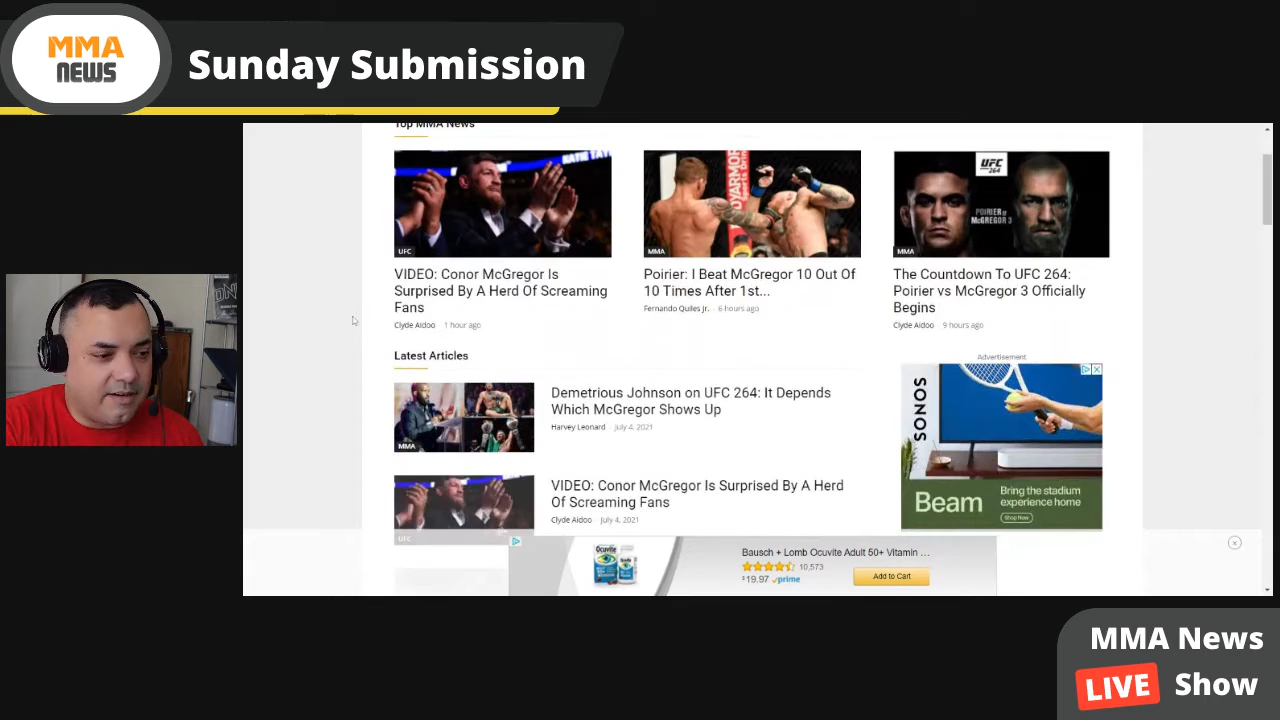 MMA
NEWS
Sunday Submission
Top MMA News
KATIE TAY
DYARMOR
UFC
264
POIRIER
McGREGOR 3
UFC
MMA
MMA
VIDEO: Conor McGregor Is
Surprised By A Herd Of Screaming
Fans
Clyde Aidoo 1 hour ago
Poirier: I Beat McGregor 10 Out Of
10 Times After 1st...
Fernando Quiles Jr. - 6 hours ago
The Countdown To UFC 264:
Poirier vs McGregor 3 Officially
Begins
Clyde Aidoo - 9 hours ago
Latest Articles
MMA
Demetrious Johnson on UFC 264: It Depends
Which McGregor Shows Up
Harvey Leonard - July 4, 2021
UFC
VIDEO: Conor McGregor Is Surprised By A Herd
Of Screaming Fans
Clyde Aidoo - July 4, 2021
Advertisement
SONOS
Beam
Bring the stadium
experience home
Shop Now
Ocuvite
Bausch + Lomb Ocuvite Adult 50+ Vitamin ...
10,573
$19.97 prime
Add to Cart
MMA News
LIVE Show